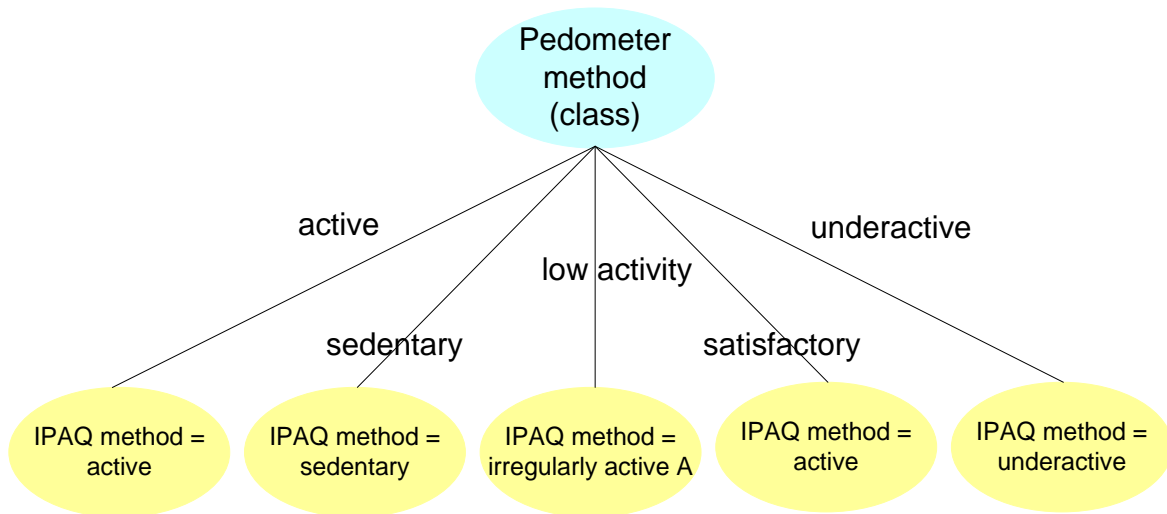 Pedometer
method
(class)
active
underactive
low activity
sedentary
satisfactory
IPAQ method =
active
IPAQ method =
sedentary
IPAQ method =
irregularly active A
IPAQ method =
active
IPAQ method =
underactive